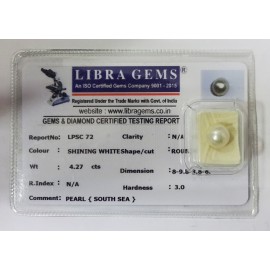 LIBRA GEMS
An ISO Certified Gems Company 9001 - 2015
Registered Under the Trade Marks with Govt. of India
website : www.libragems.co.in
GEMS & DIAMOND CERTIFIED TESTING REPORT
ReportNo: LPSC 72 Clarity : N/A
Colour : SHINING WHITE Shape/cut :
Wt : 4.27 cts Dimension :
R.Index : N/A Hardness : 3.0
Comment : PEARL { SOUTH SEA }